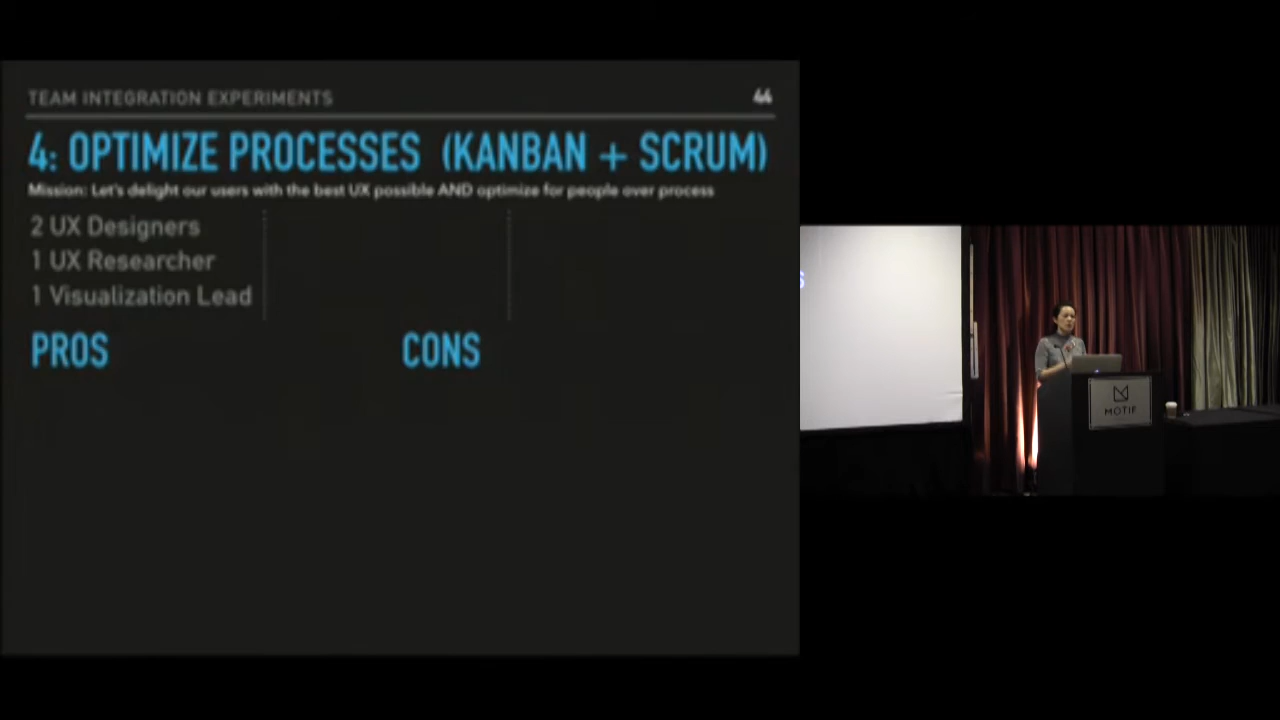 TEAM INTEGRATION EXPERIMENTS
44
4: OPTIMIZE PROCESSES (KANBAN + SCRUM)
Mission: Let's delight our users with the best UX possible AND optimize for people over process
2 UX Designers
1 UX Researcher
1 Visualization Lead
PROS
CONS
S
MOTIF